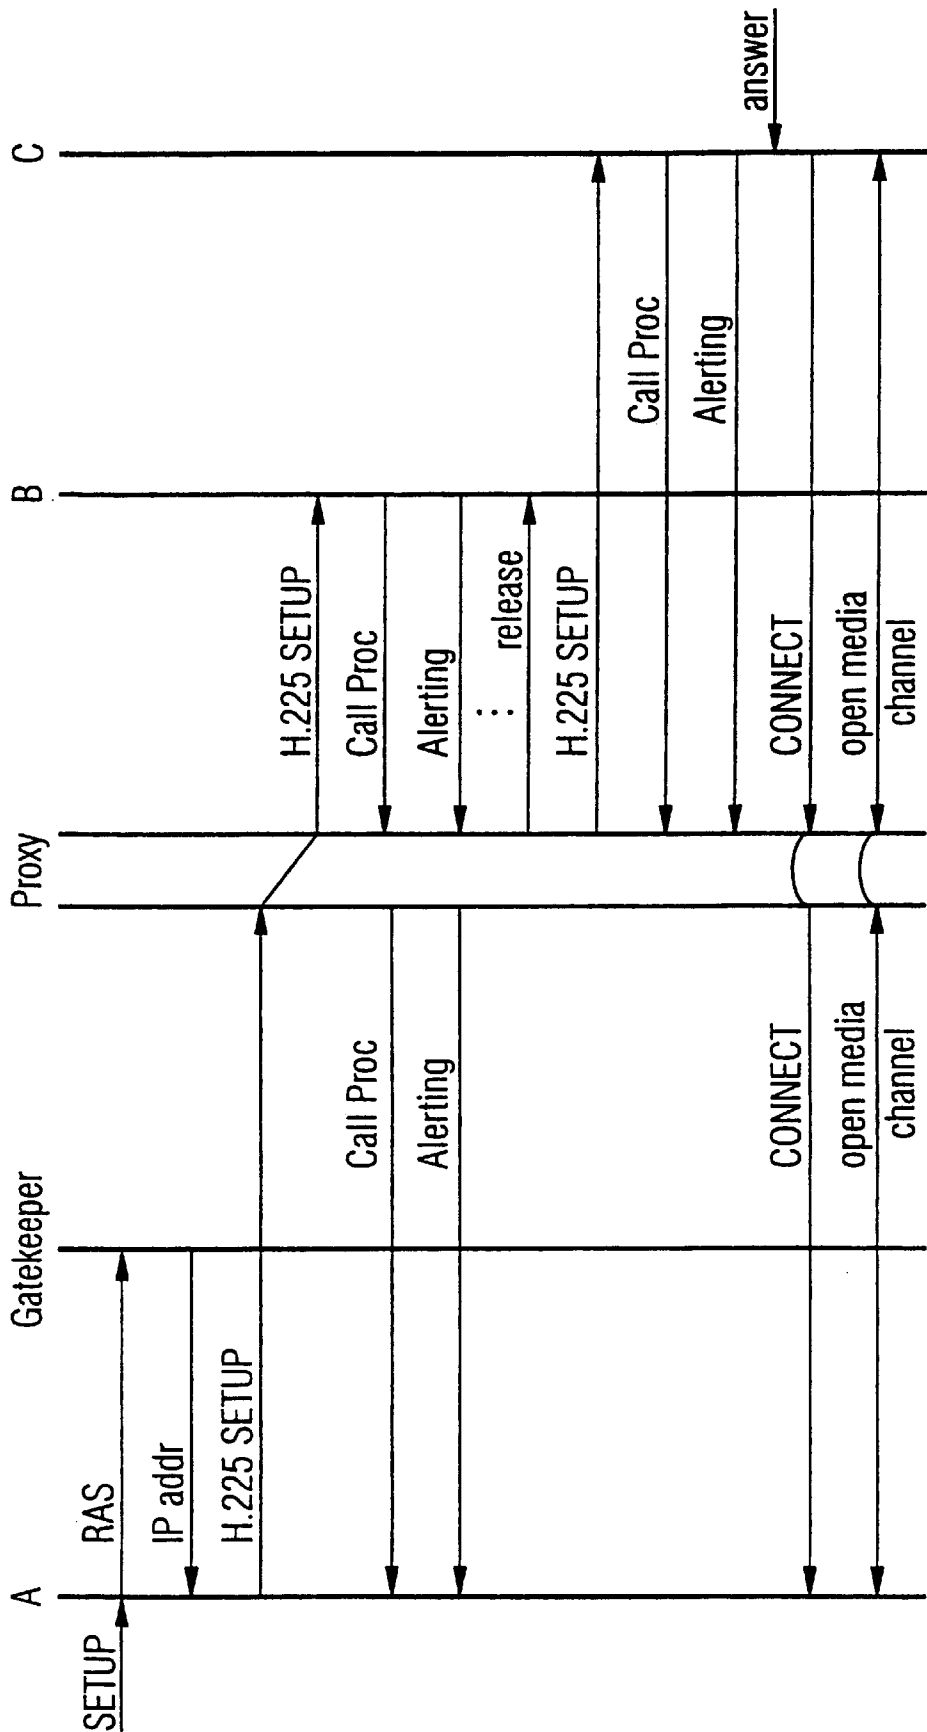 A
Gatekeeper
Proxy
B
C
SETUP
RAS
IP addr
H.225 SETUP
H.225 SETUP
Call Proc
Call Proc
Alerting
Alerting
⋮
release
H.225 SETUP
Call Proc
Alerting
answer
CONNECT
CONNECT
open media
channel
open media
channel